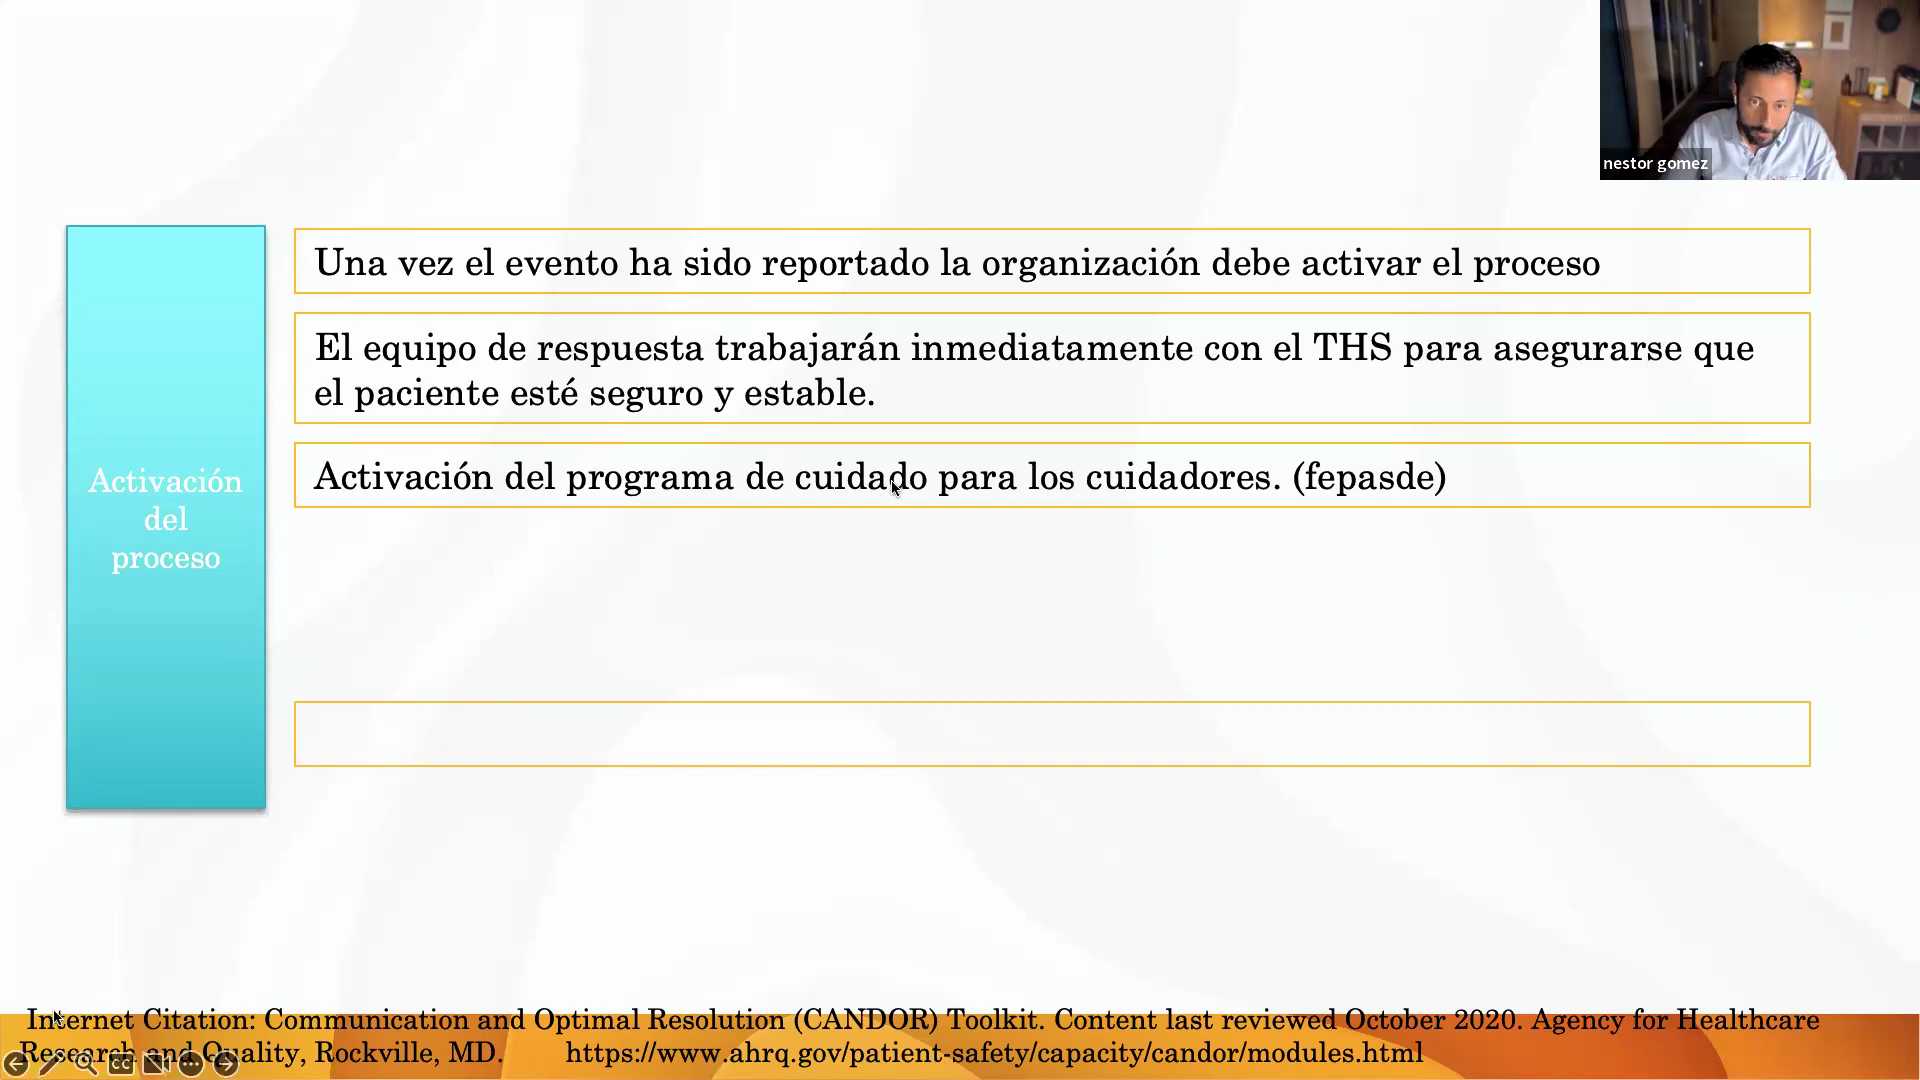 nestor gomez
Una vez el evento ha sido reportado la organización debe activar el proceso
El equipo de respuesta trabajarán inmediatamente con el THS para asegurarse que
el paciente esté seguro y estable.
Activación del programa de cuidado para los cuidadores. (fepasde)
Activación
del
proceso
Internet Citation: Communication and Optimal Resolution (CANDOR) Toolkit. Content last reviewed October 2020. Agency for Healthcare
Research and Quality, Rockville, MD. https://www.ahrq.gov/patient-safety/capacity/candor/modules.html
CC